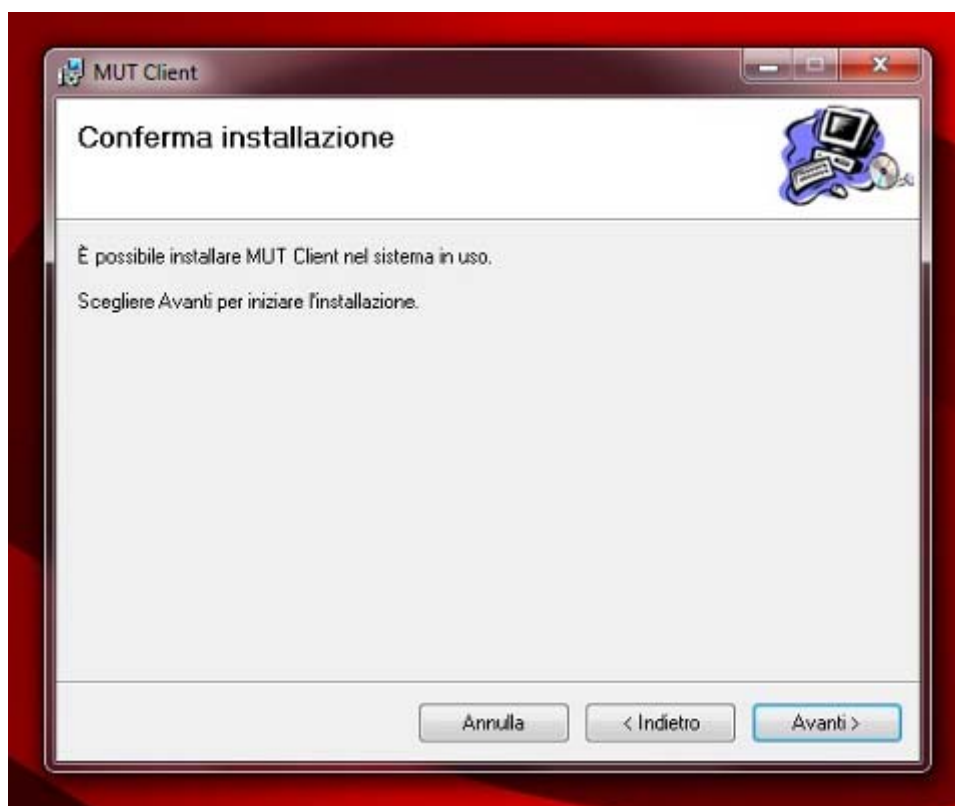 MUT Client
Conferma installazione
È possibile installare MUT Client nel sistema in uso.
Scegliere Avanti per iniziare l'installazione.
Annulla
< Indietro
Avanti >